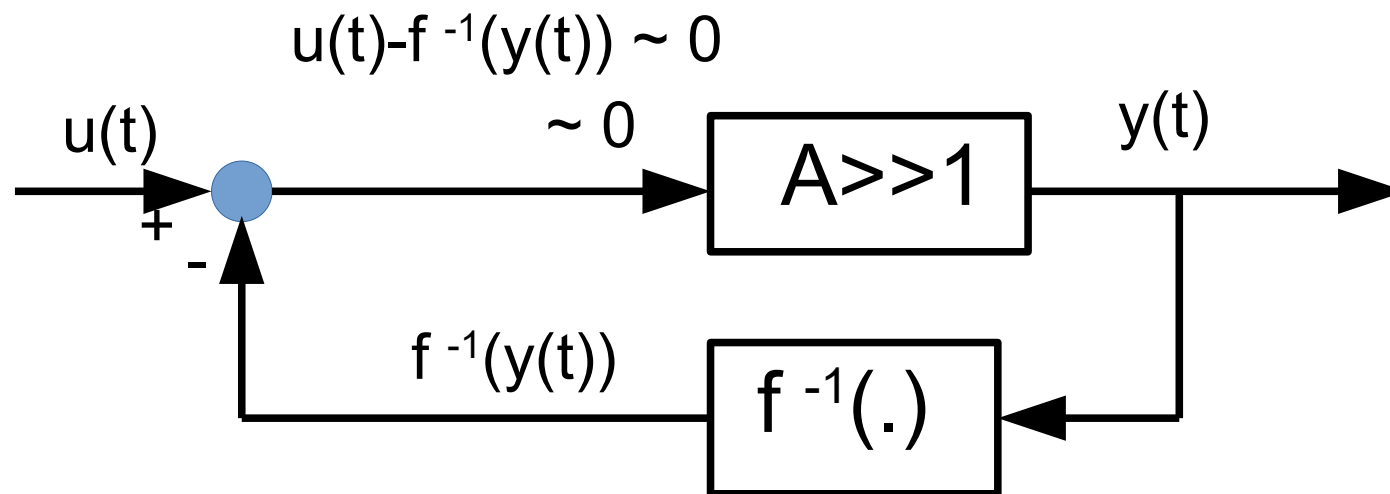 u(t)-f ⁻¹(y(t)) ~ 0
u(t)
~ 0
A>>1
y(t)
+
-
f ⁻¹(y(t))
f ⁻¹(.)